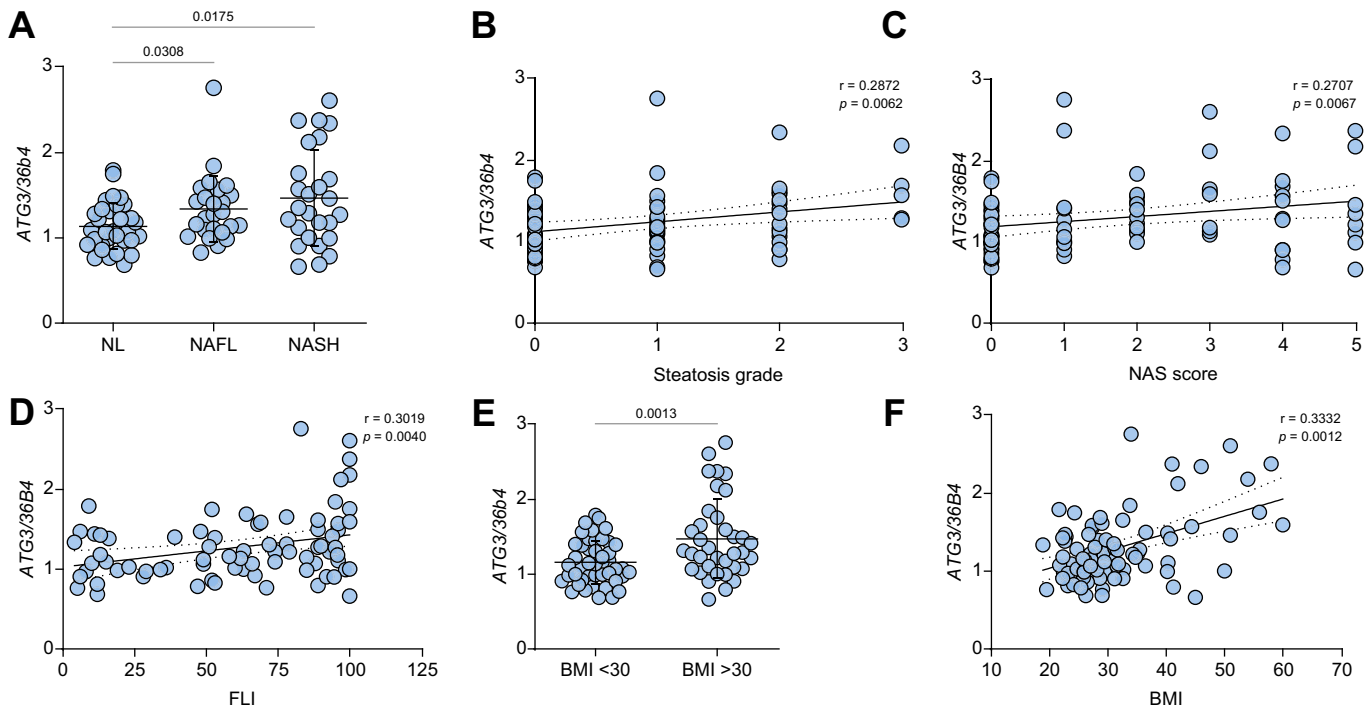 A
0.0175
0.0308
ATG3/36b4
3
2
1
0
NL NAFL NASH
B
r = 0.2872
p = 0.0062
ATG3/36b4
3
2
1
0
0 1 2 3
Steatosis grade
C
r = 0.2707
p = 0.0067
ATG3/36B4
3
2
1
0
0 1 2 3 4 5
NAS score
D
r = 0.3019
p = 0.0040
ATG3/36B4
3
2
1
0
0 25 50 75 100 125
FLI
E
0.0013
ATG3/36b4
3
2
1
0
BMI <30 BMI >30
F
r = 0.3332
p = 0.0012
ATG3/36B4
3
2
1
0
10 20 30 40 50 60 70
BMI